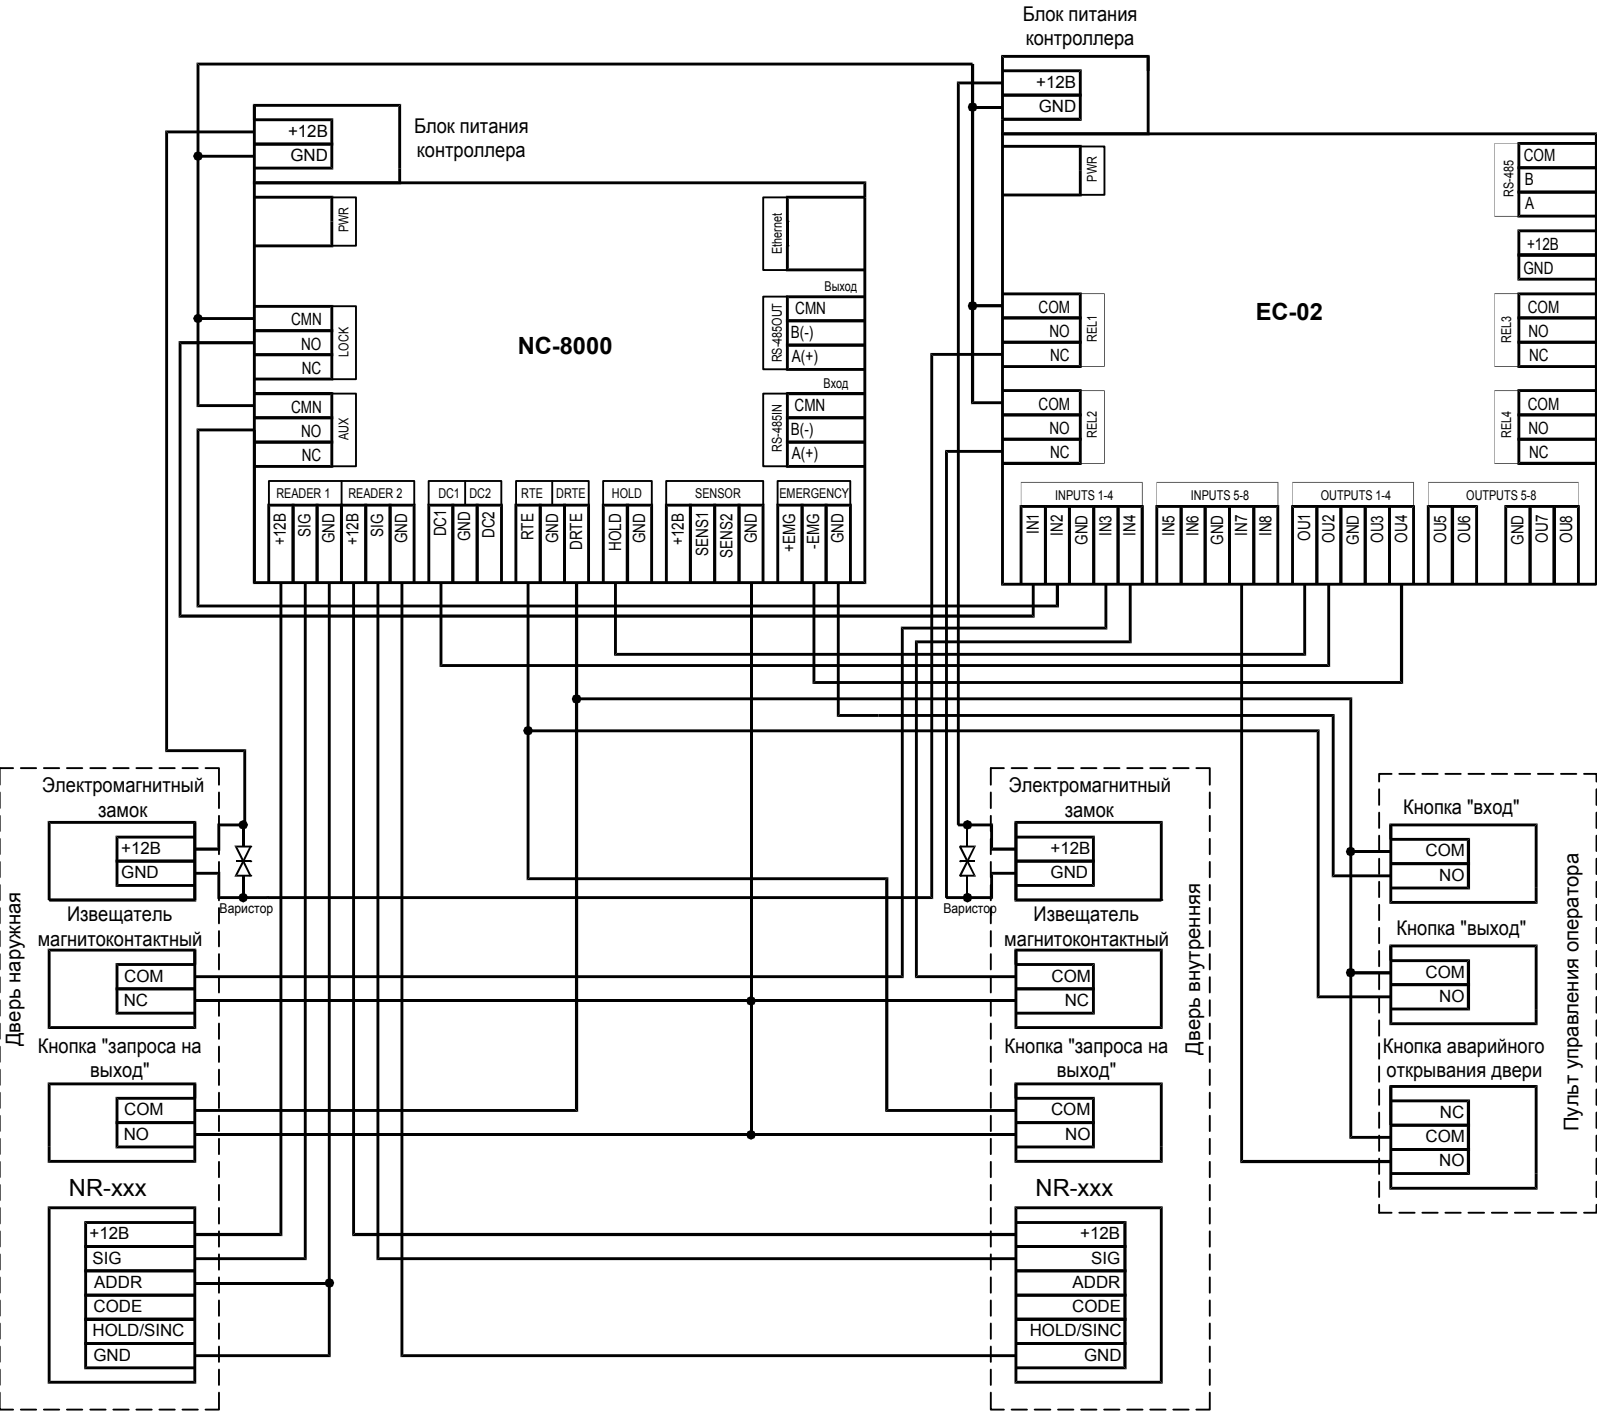 Блок питания
контроллера
+12В
GND
Блок питания
контроллера
+12В
GND
NC-8000
PWR
Ethernet
Выход
RS-485OUT
CMN
B(-)
A(+)
Вход
RS-485IN
CMN
B(-)
A(+)
LOCK
CMN
NO
NC
AUX
CMN
NO
NC
READER 1
READER 2
DC1
DC2
RTE
DRTE
HOLD
SENSOR
EMERGENCY
+12В
SIG
GND
+12В
SIG
GND
DC1
GND
DC2
RTE
GND
DRTE
HOLD
GND
+12В
SENS1
SENS2
GND
+EMG
-EMG
GND
EC-02
PWR
RS-485
COM
B
A
+12В
GND
REL1
COM
NO
NC
REL2
COM
NO
NC
REL3
COM
NO
NC
REL4
COM
NO
NC
INPUTS 1-4
INPUTS 5-8
OUTPUTS 1-4
OUTPUTS 5-8
IN1
IN2
GND
IN3
IN4
IN5
IN6
GND
IN7
IN8
OU1
OU2
GND
OU3
OU4
OU5
OU6
GND
OU7
OU8
Дверь наружная
Электромагнитный
замок
+12В
GND
Варистор
Извещатель
магнитоконтактный
COM
NC
Кнопка "запроса на
выход"
COM
NO
NR-xxx
+12В
SIG
ADDR
CODE
HOLD/SINC
GND
Дверь внутренняя
Электромагнитный
замок
+12В
GND
Варистор
Извещатель
магнитоконтактный
COM
NC
Кнопка "запроса на
выход"
COM
NO
NR-xxx
+12В
SIG
ADDR
CODE
HOLD/SINC
GND
Пульт управления оператора
Кнопка "вход"
COM
NO
Кнопка "выход"
COM
NO
Кнопка аварийного
открывания двери
NC
COM
NO